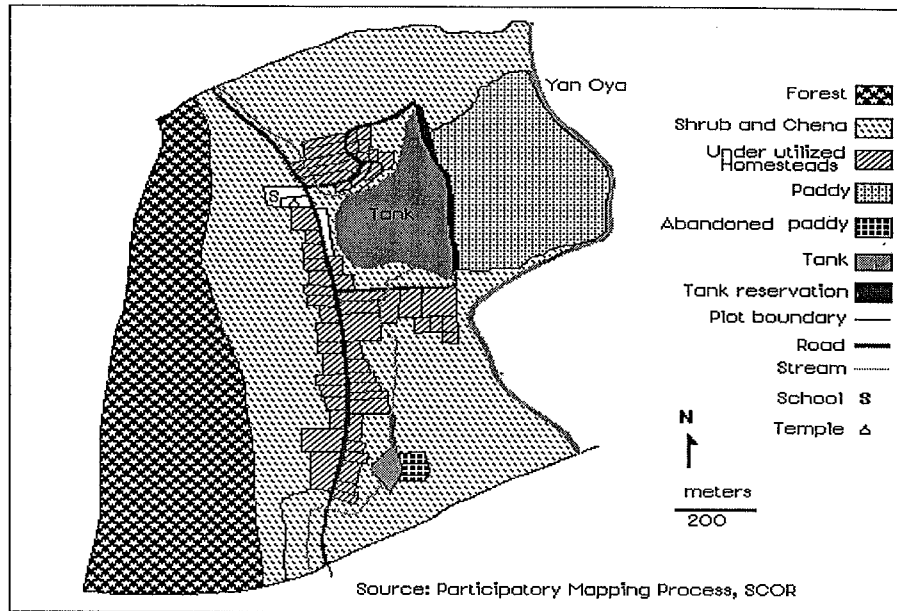 Yan Oya
Forest
Shrub and Chena
Under utilized
Homesteads
Paddy
Abandoned paddy
Tank
Tank reservation
Plot boundary
Road
Stream
School S
Temple
S
Tank
N
meters
200
Source: Participatory Mapping Process, SCOR